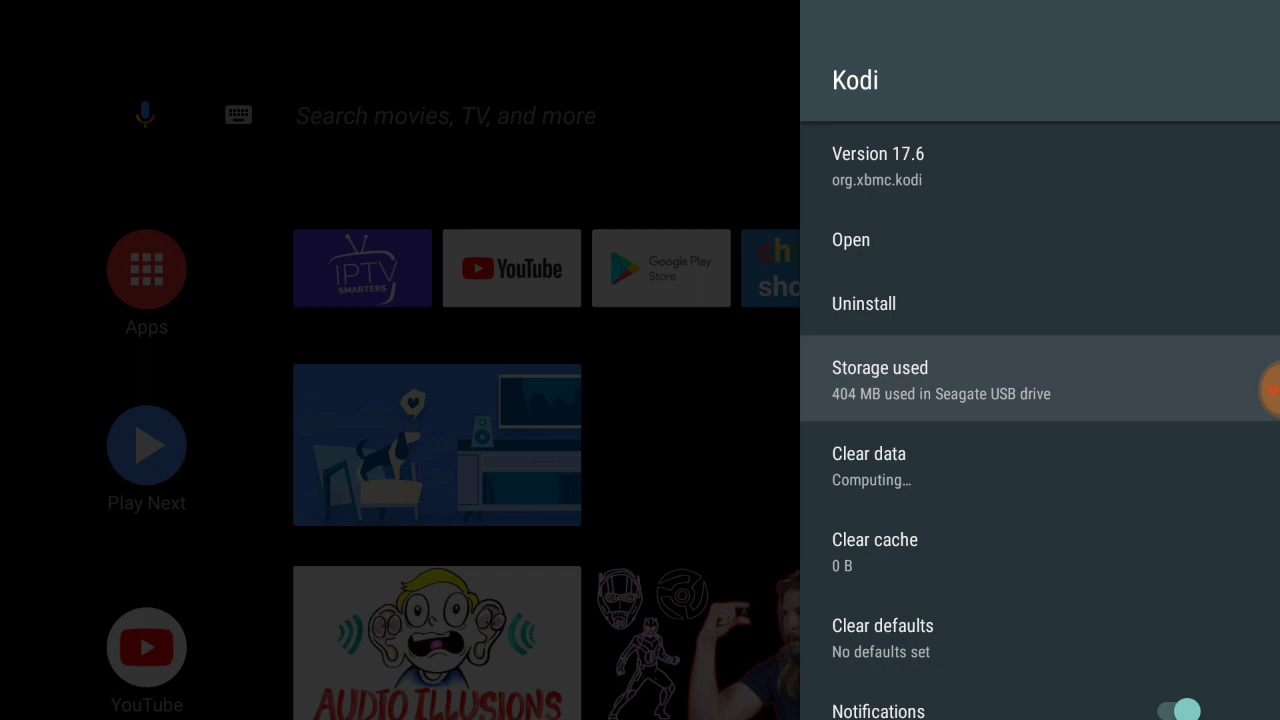 Search movies, TV, and more
Apps
IPTV
SMARTERS
YouTube
Google Play
Store
ch
sho
Play Next
YouTube
AUDIO ILLUSIONS
Kodi
Version 17.6
org.xbmc.kodi
Open
Uninstall
Storage used
404 MB used in Seagate USB drive
Clear data
Computing...
Clear cache
0 B
Clear defaults
No defaults set
Notifications